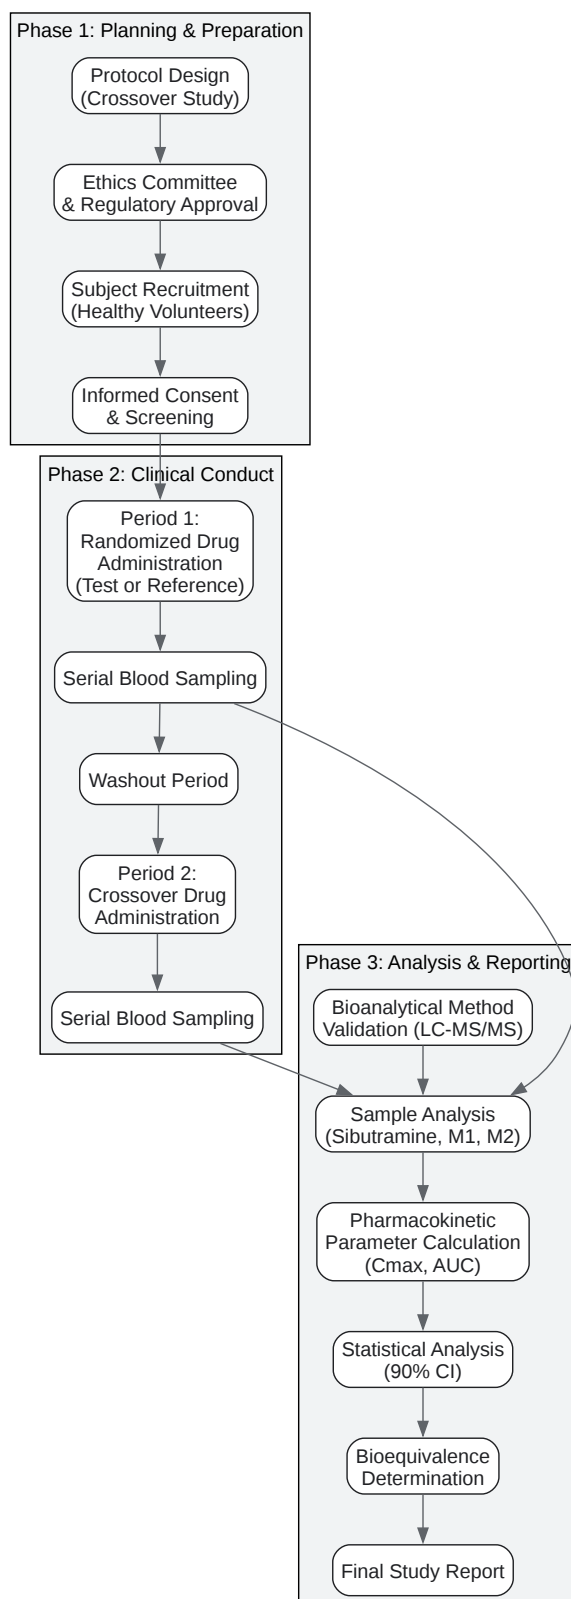 Phase 1: Planning & Preparation
Protocol Design
(Crossover Study)
Ethics Committee
& Regulatory Approval
Subject Recruitment
(Healthy Volunteers)
Informed Consent
& Screening
Phase 2: Clinical Conduct
Period 1:
Randomized Drug
Administration
(Test or Reference)
Serial Blood Sampling
Washout Period
Period 2:
Crossover Drug
Administration
Serial Blood Sampling
Phase 3: Analysis & Reporting
Bioanalytical Method
Validation (LC-MS/MS)
Sample Analysis
(Sibutramine, M1, M2)
Pharmacokinetic
Parameter Calculation
(Cmax, AUC)
Statistical Analysis
(90% CI)
Bioequivalence
Determination
Final Study Report